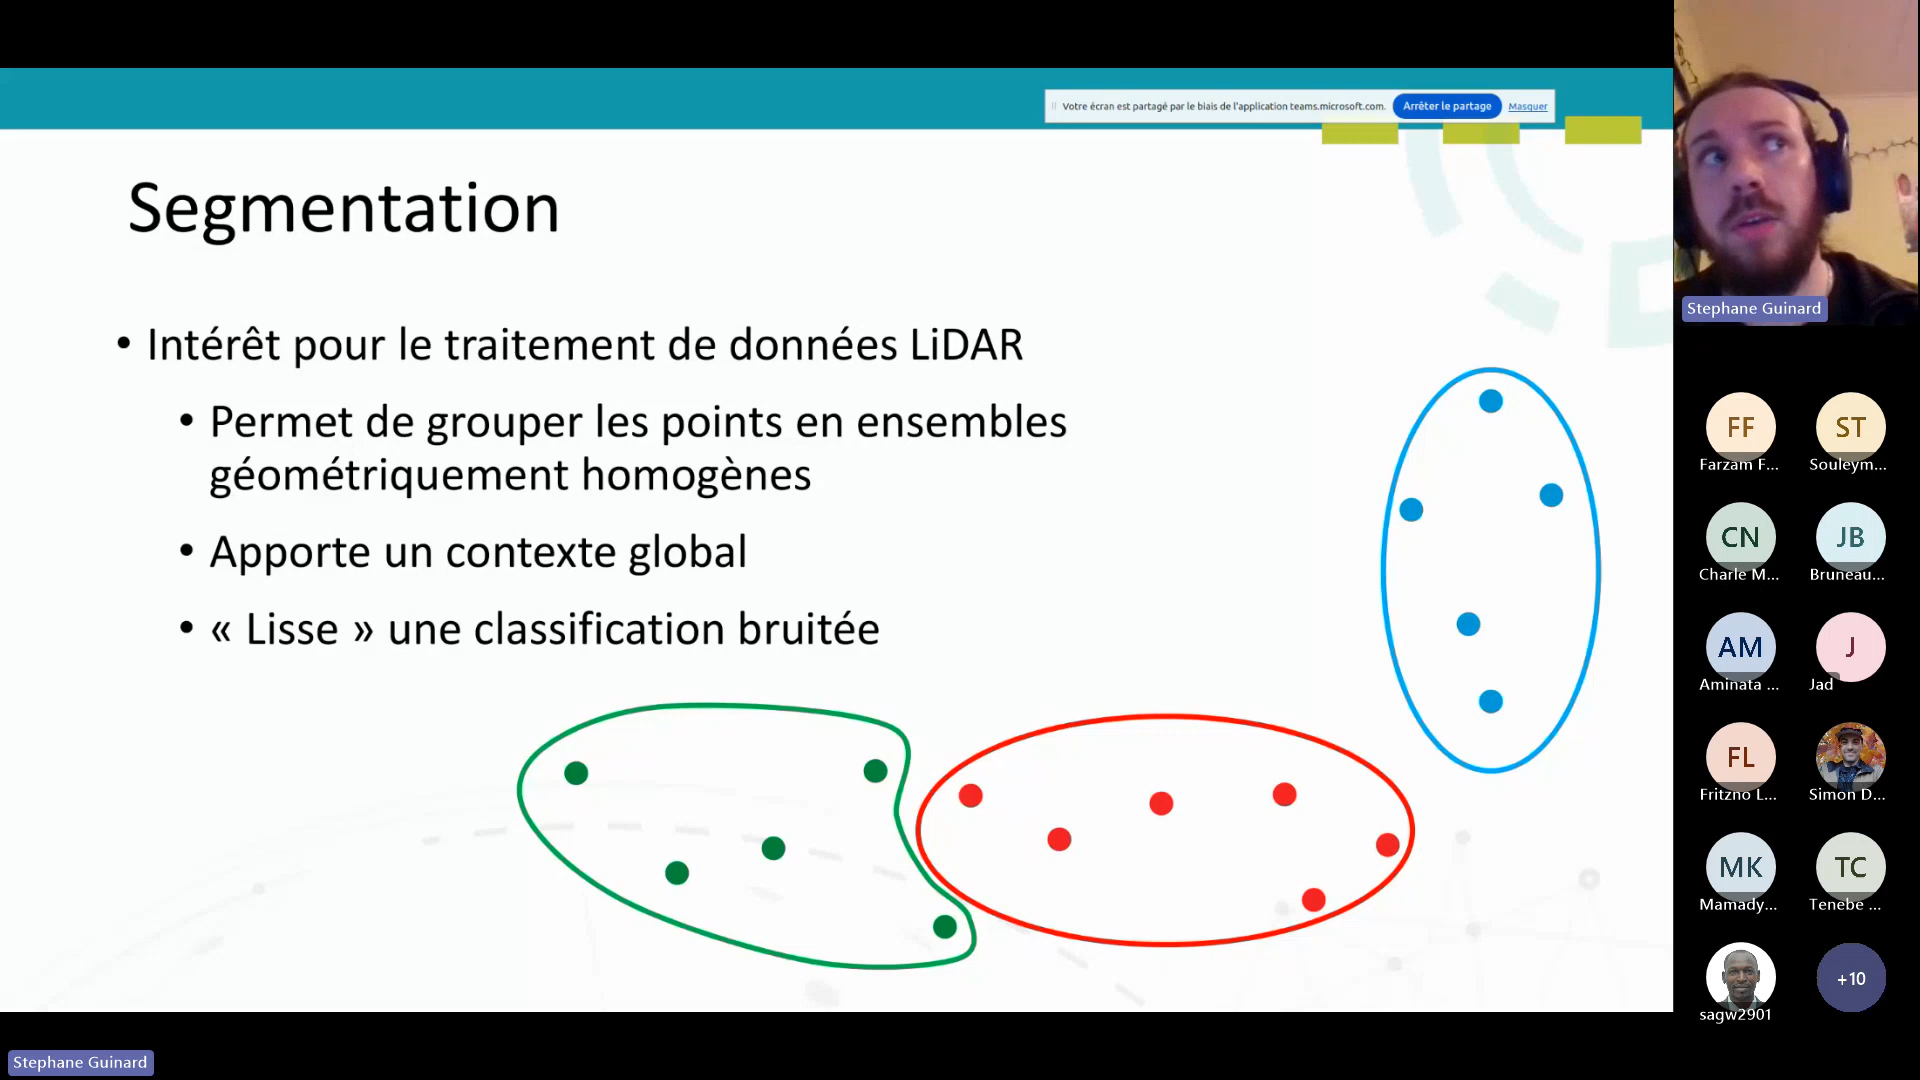 Votre écran est partagé par le biais de l'application teams.microsoft.com.
Arrêter le partage
Masquer
Segmentation
• Intérêt pour le traitement de données LiDAR
• Permet de grouper les points en ensembles
géométriquement homogènes
• Apporte un contexte global
• « Lisse » une classification bruitée
Stephane Guinard
FF
Farzam F...
ST
Souleym...
CN
Charle M...
JB
Bruneau...
AM
Aminata ...
J
Jad
FL
Fritzno L...
Simon D...
MK
Mamady...
TC
Tenebe ...
sagw2901
+10
Stephane Guinard